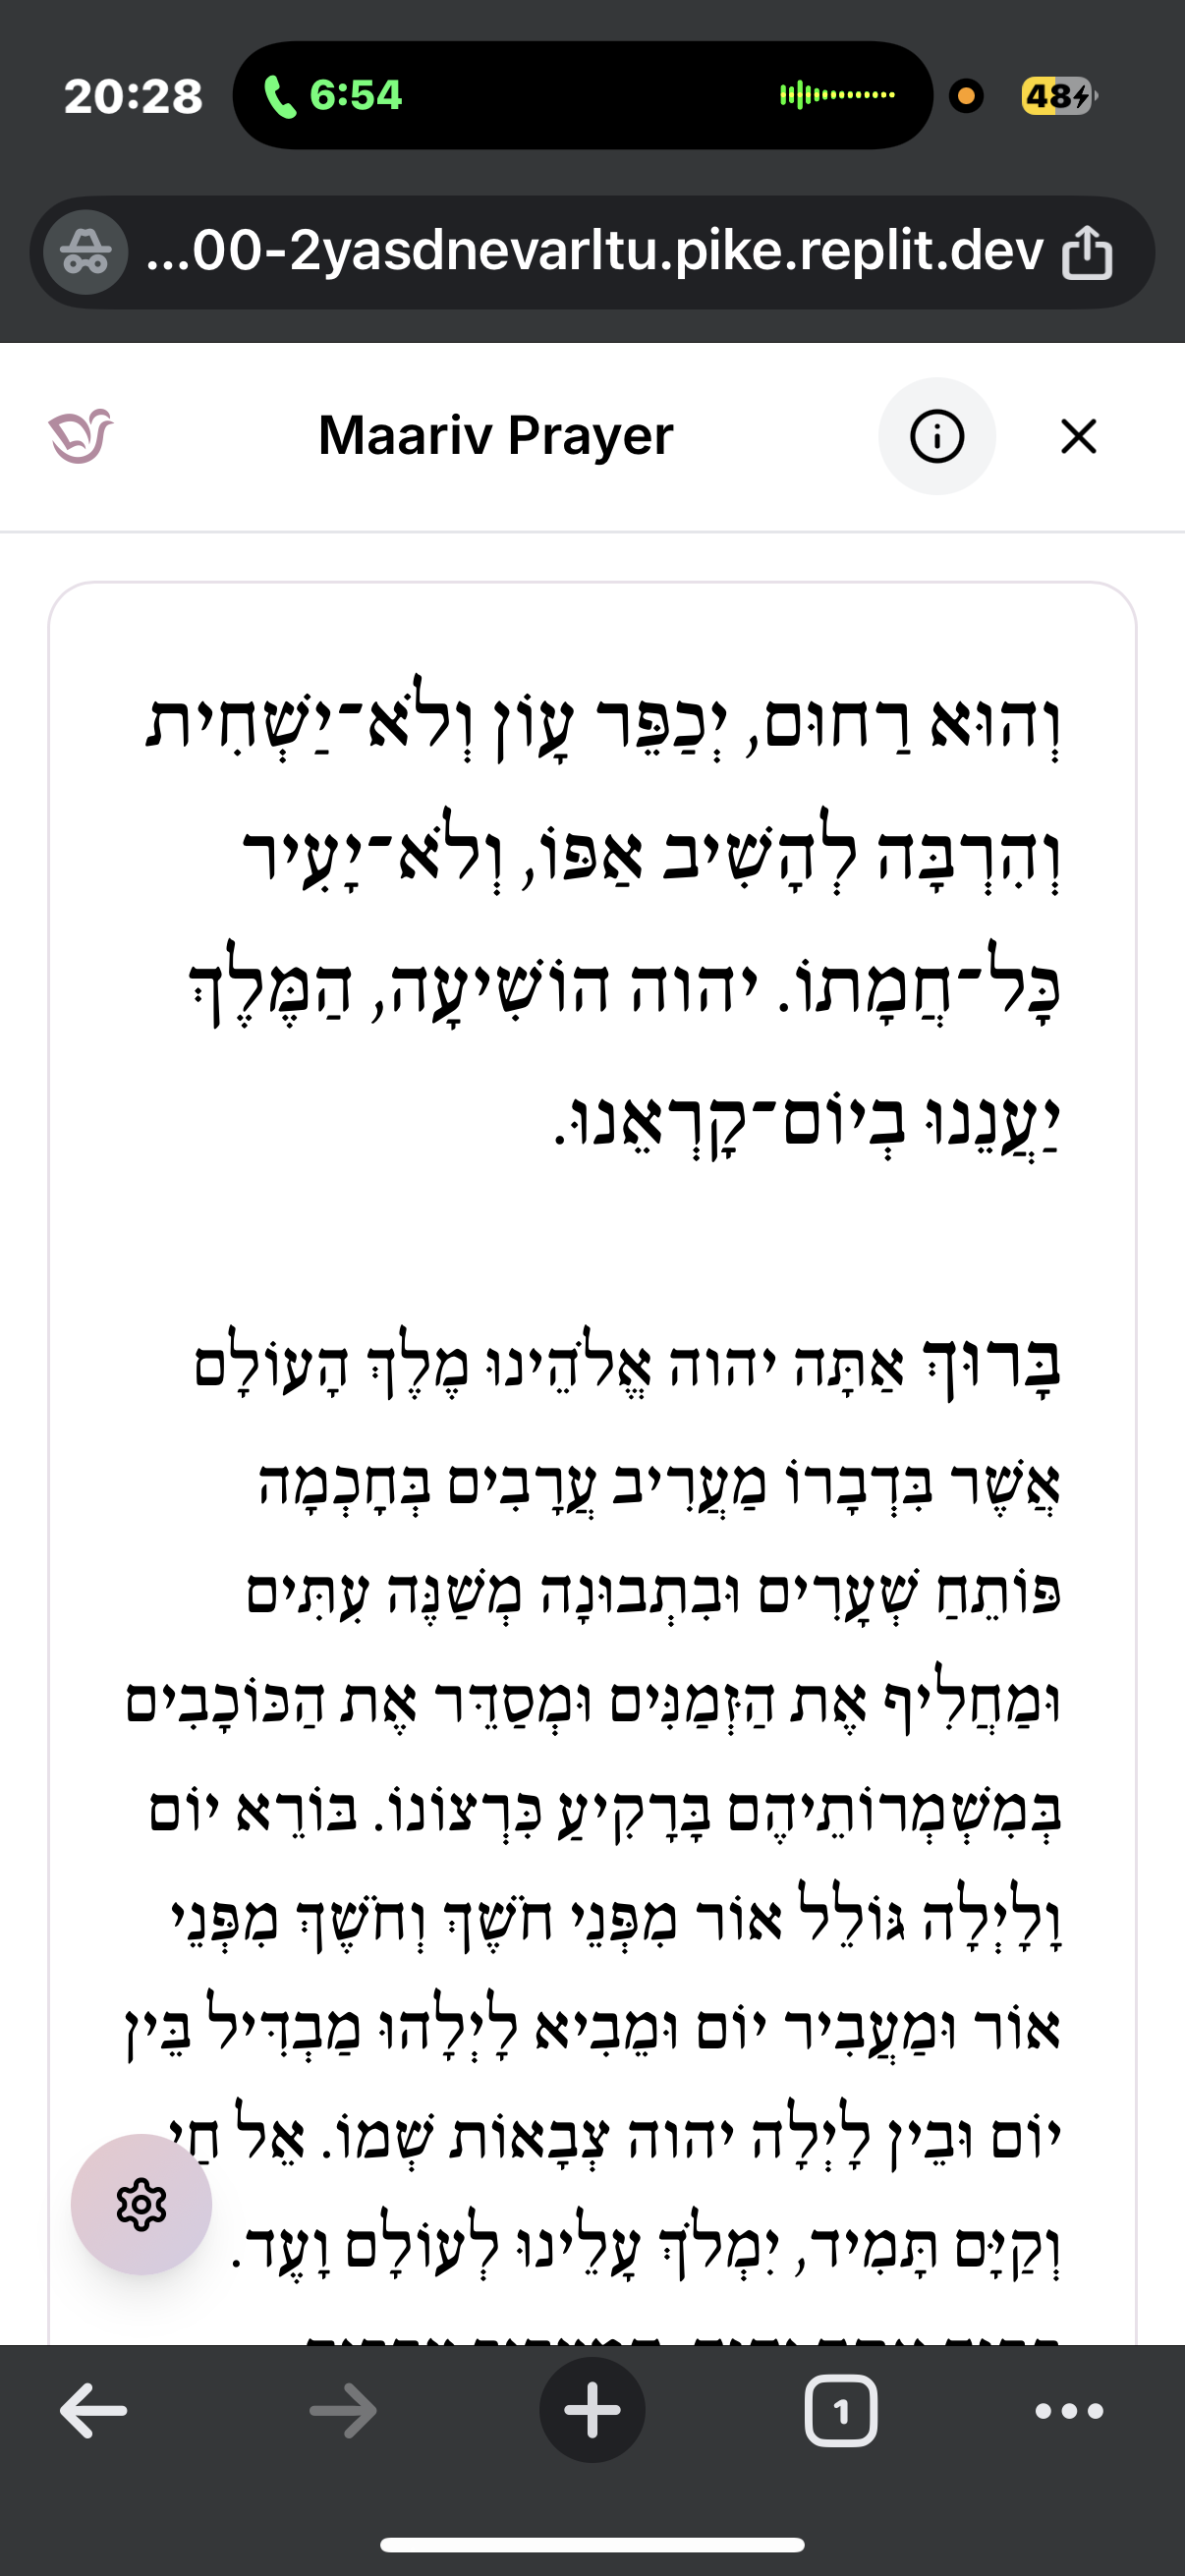 20:28
6:54
48
...00-2yasdnevarltu.pike.replit.dev
Maariv Prayer
וְהוּא רַחוּם, יְכַפֵּר עָוֹן וְלֹא־יַשְׁחִית
וְהִרְבָּה לְהָשִׁיב אַפּוֹ, וְלֹא־יָעִיר
כׇּל־חֲמָתוֹ. יהוה הוֹשִׁיעָה, הַמֶּלֶךְ
יַעֲנֵנוּ בְיוֹם־קׇרְאֵנוּ.
בָּרוּךְ אַתָּה יהוה אֱלֹהֵינוּ מֶלֶךְ הָעוֹלָם
אֲשֶׁר בִּדְבָרוֹ מַעֲרִיב עֲרָבִים בְּחׇכְמָה
פּוֹתֵחַ שְׁעָרִים וּבִתְבוּנָה מְשַׁנֶּה עִתִּים
וּמַחֲלִיף אֶת הַזְּמַנִּים וּמְסַדֵּר אֶת הַכּוֹכָבִים
בְּמִשְׁמְרוֹתֵיהֶם בָּרָקִיעַ כִּרְצוֹנוֹ. בּוֹרֵא יוֹם
וָלָיְלָה גּוֹלֵל אוֹר מִפְּנֵי חֹשֶׁךְ וְחֹשֶׁךְ מִפְּנֵי
אוֹר וּמַעֲבִיר יוֹם וּמֵבִיא לָיְלָהוּ מַבְדִּיל בֵּין
יוֹם וּבֵין לָיְלָה יהוה צְבָאוֹת שְׁמוֹ. אֵל חַי
וְקַיָּם תָּמִיד, יִמְלֹךְ עָלֵינוּ לְעוֹלָם וָעֶד.
1